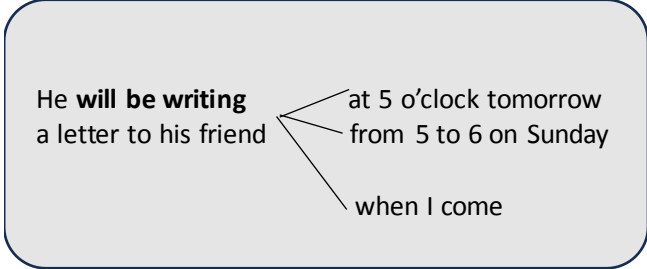 He will be writing at 5 o’clock tomorrow
a letter to his friend from 5 to 6 on Sunday
when I come